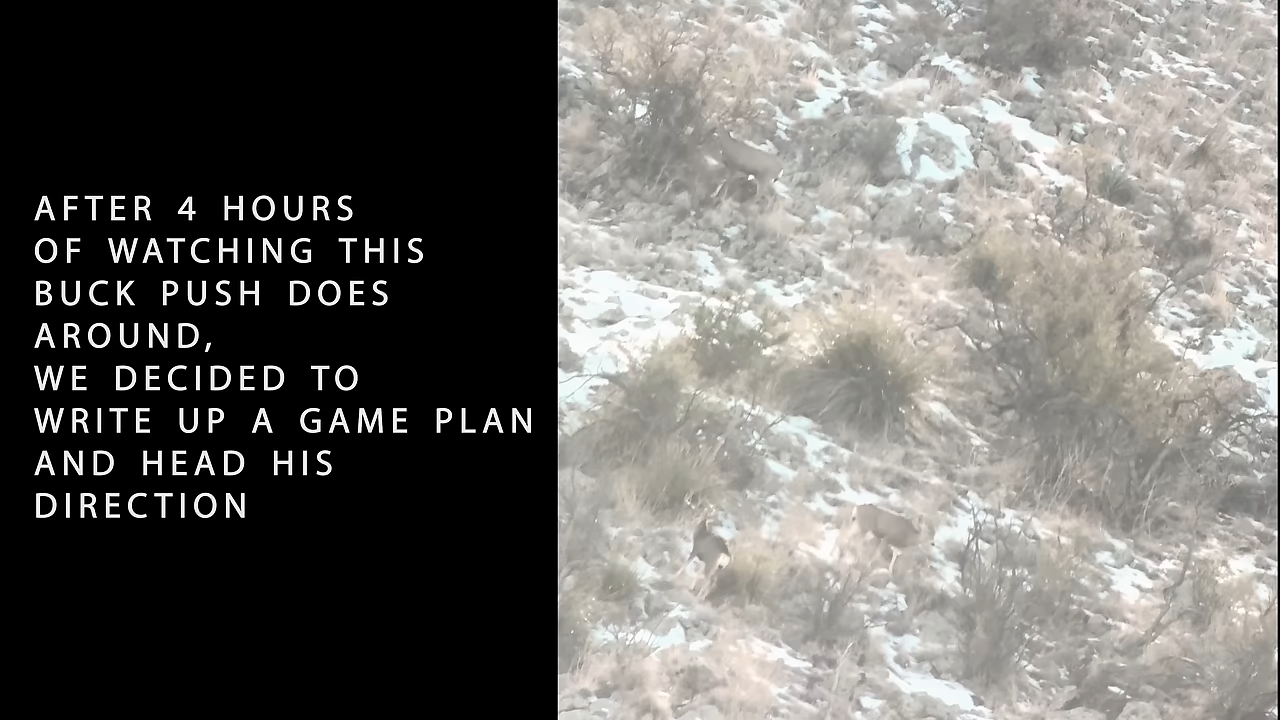 AFTER 4 HOURS
OF WATCHING THIS
BUCK PUSH DOES
AROUND,
WE DECIDED TO
WRITE UP A GAME PLAN
AND HEAD HIS
DIRECTION